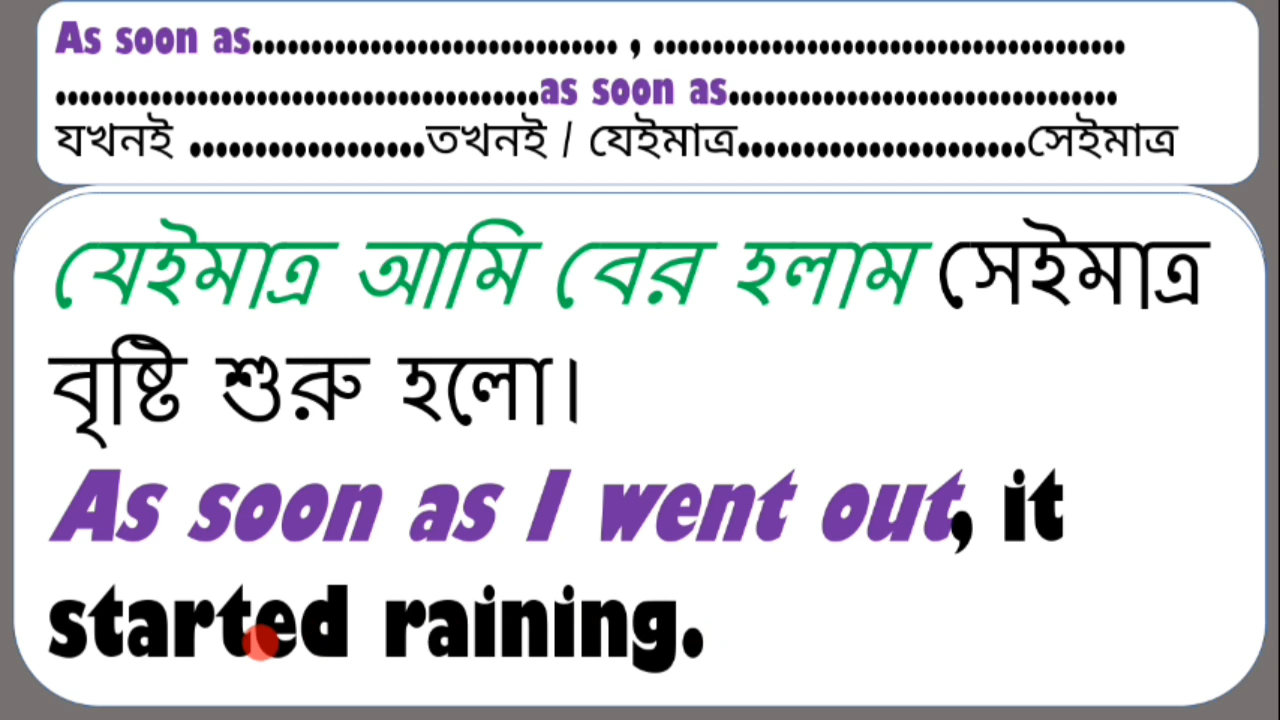 As soon as............................... , ........................................
.........................................as soon as.................................
যখনই ..................তখনই / যেইমাত্র......................সেইমাত্র
যেইমাত্র আমি বের হলাম সেইমাত্র
বৃষ্টি শুরু হলো।
As soon as I went out, it
started raining.